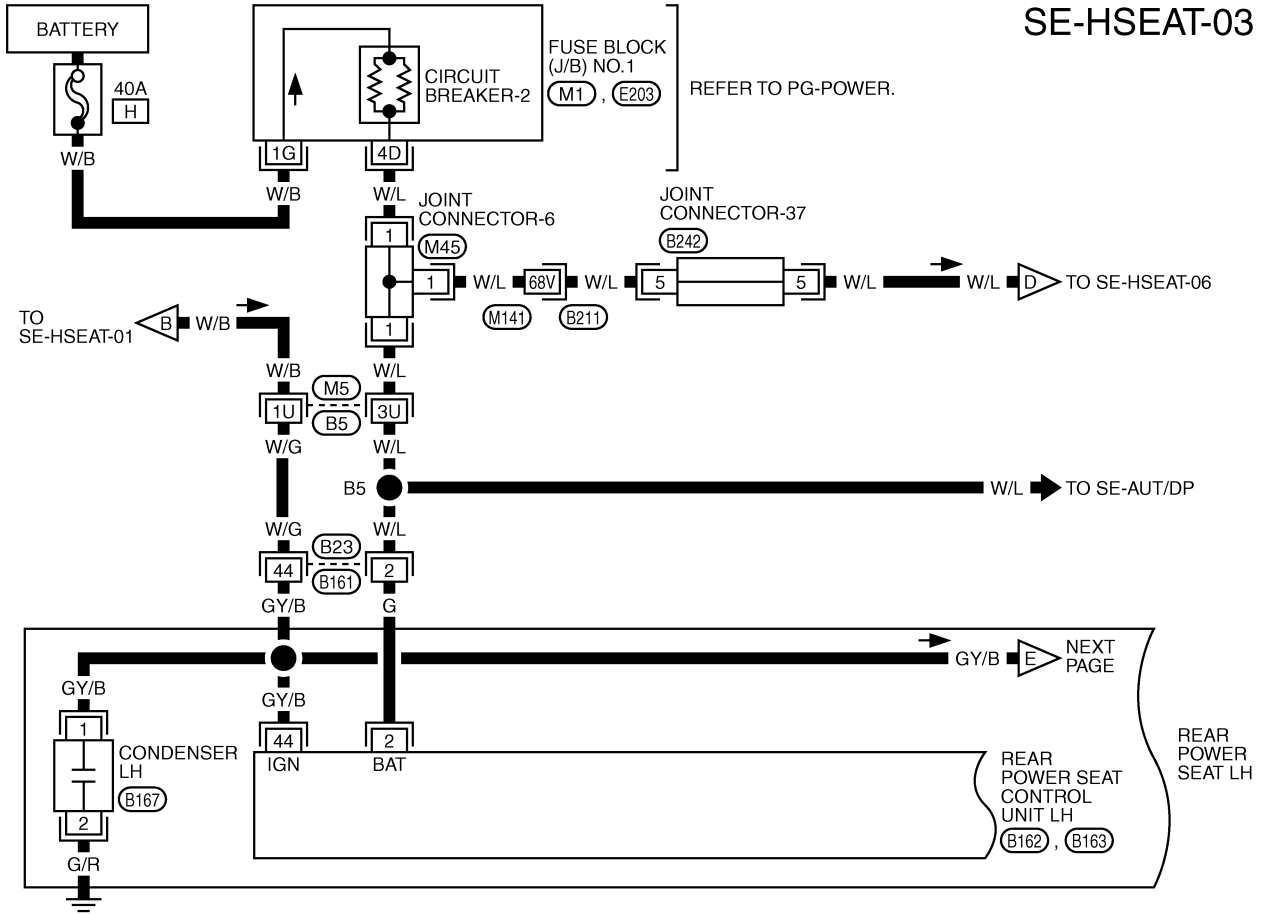 SE-HSEAT-03
BATTERY
40A
H
W/B
FUSE BLOCK
(J/B) NO.1
M1 , E203
CIRCUIT
BREAKER-2
REFER TO PG-POWER.
1G
4D
W/B
W/L
JOINT
CONNECTOR-6
M45
1
1
1
W/L
68V
W/L
M141
B211
JOINT
CONNECTOR-37
B242
5
5
W/L
W/L
D
TO SE-HSEAT-06
TO
SE-HSEAT-01
B
W/B
W/B
W/L
M5
1U
3U
B5
W/G
W/L
B5
W/L
TO SE-AUT/DP
W/G
W/L
B23
44
2
B161
GY/B
G
GY/B
E
NEXT
PAGE
GY/B
GY/B
1
44
2
IGN
BAT
CONDENSER
LH
B167
2
G/R
REAR
POWER SEAT
CONTROL
UNIT LH
B162 , B163
REAR
POWER
SEAT LH